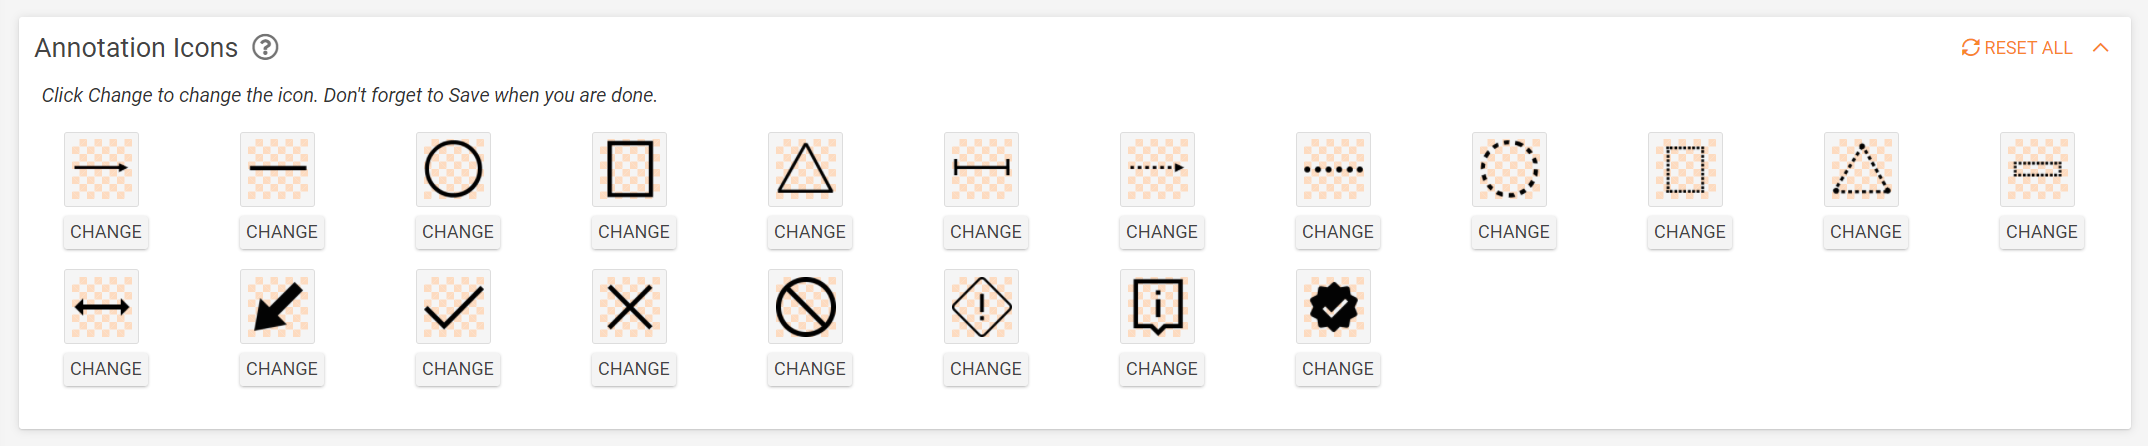 Annotation Icons
RESET ALL
Click Change to change the icon. Don't forget to Save when you are done.
CHANGE CHANGE CHANGE CHANGE CHANGE CHANGE CHANGE CHANGE CHANGE CHANGE CHANGE CHANGE
CHANGE CHANGE CHANGE CHANGE CHANGE CHANGE CHANGE CHANGE